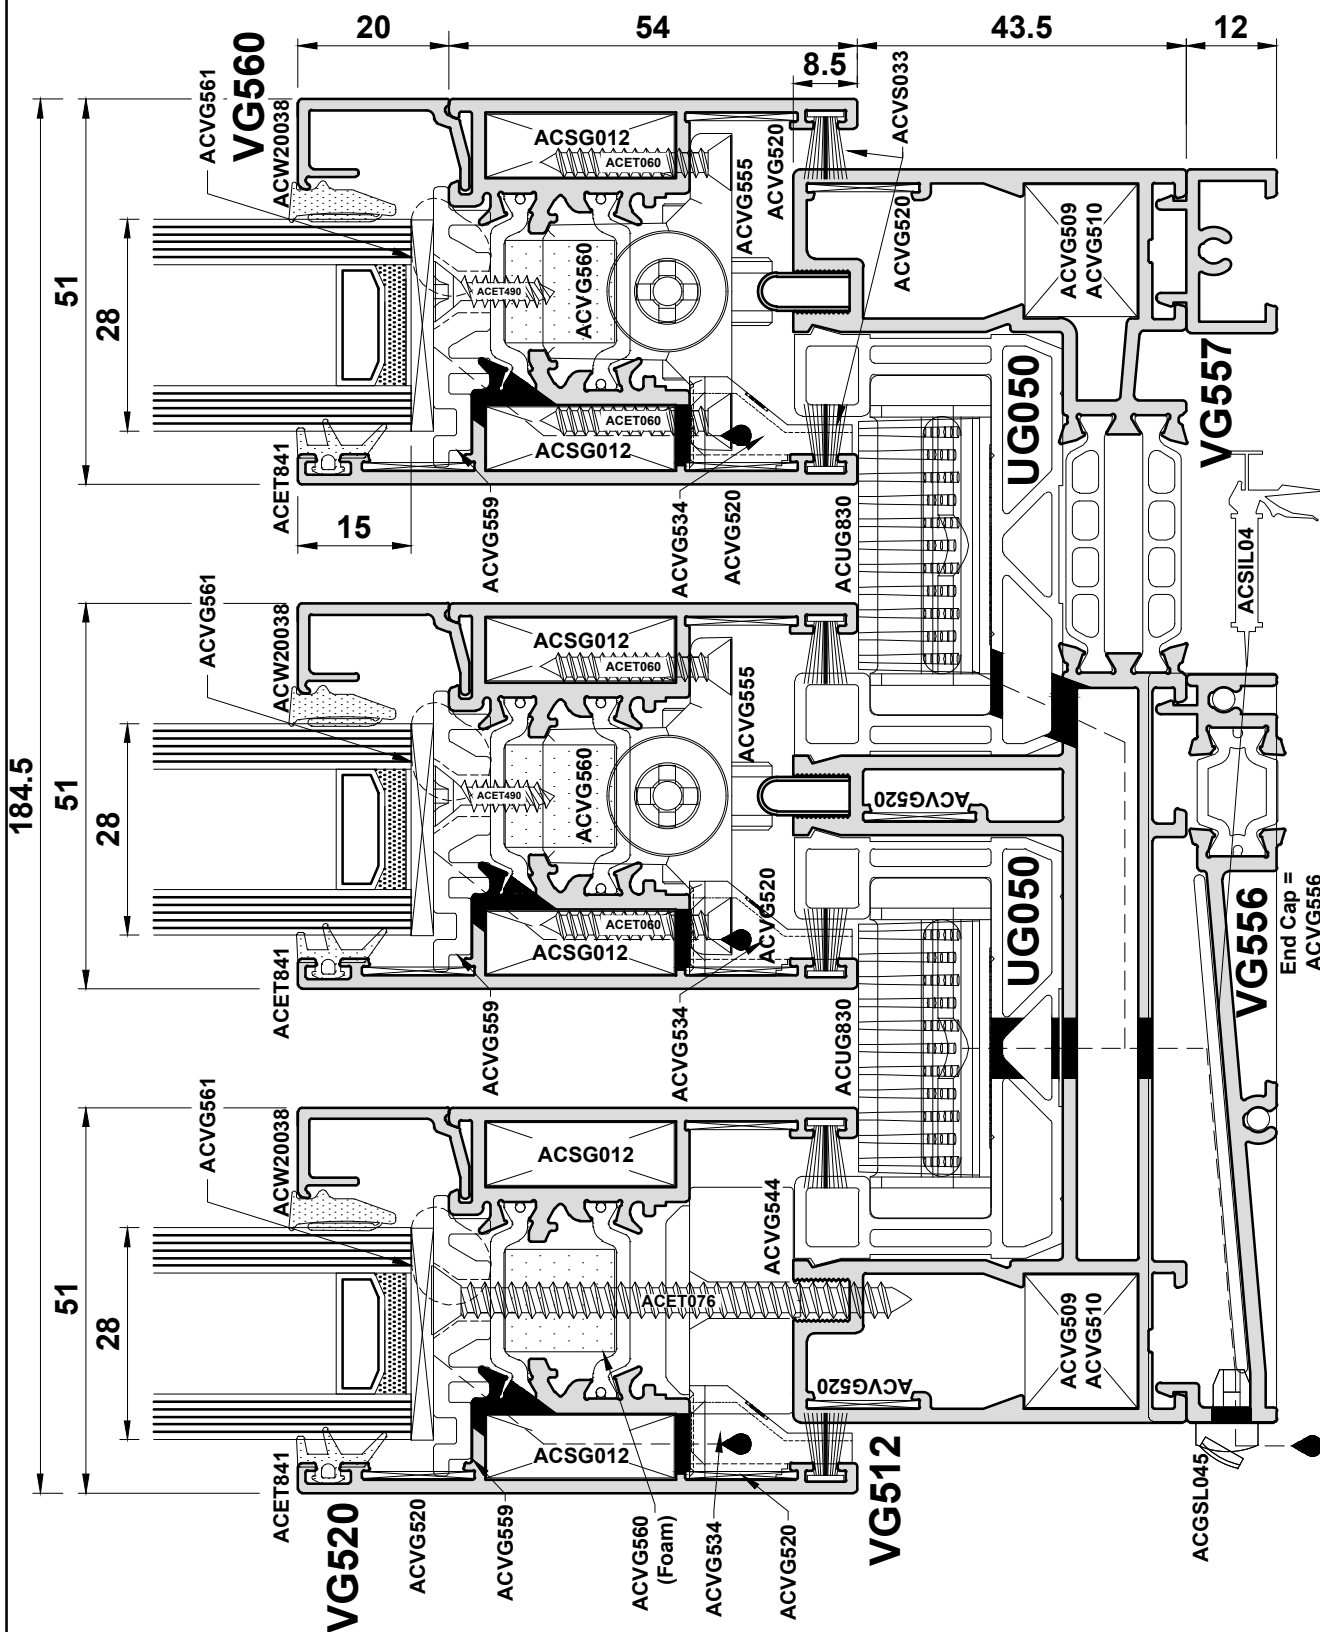 20
54
43.5
12
8.5
VG560
ACVG561
ACW20038
ACSG012
ACET060
ACVG555
ACVG520
ACVS033
ACVG520
ACVG509
ACVG510
51
28
ACET490
ACVG560
UG050
VG557
ACET060
ACSG012
ACET841
15
ACVG559
ACVG534
ACVG520
ACUG830
ACSIL04
184.5
ACVG561
ACW20038
ACSG012
ACET060
ACVG555
51
28
ACET490
ACVG560
ACVG520
ACVG520
UG050
VG556
End Cap =
ACVG556
ACET060
ACSG012
ACET841
ACVG559
ACVG534
ACUG830
ACVG561
ACW20038
ACSG012
ACVG544
51
28
ACET076
ACVG509
ACVG510
ACVG520
ACSG012
ACET841
VG520
ACVG520
ACVG559
ACVG560
(Foam)
ACVG534
ACVG520
VG512
ACGSL045